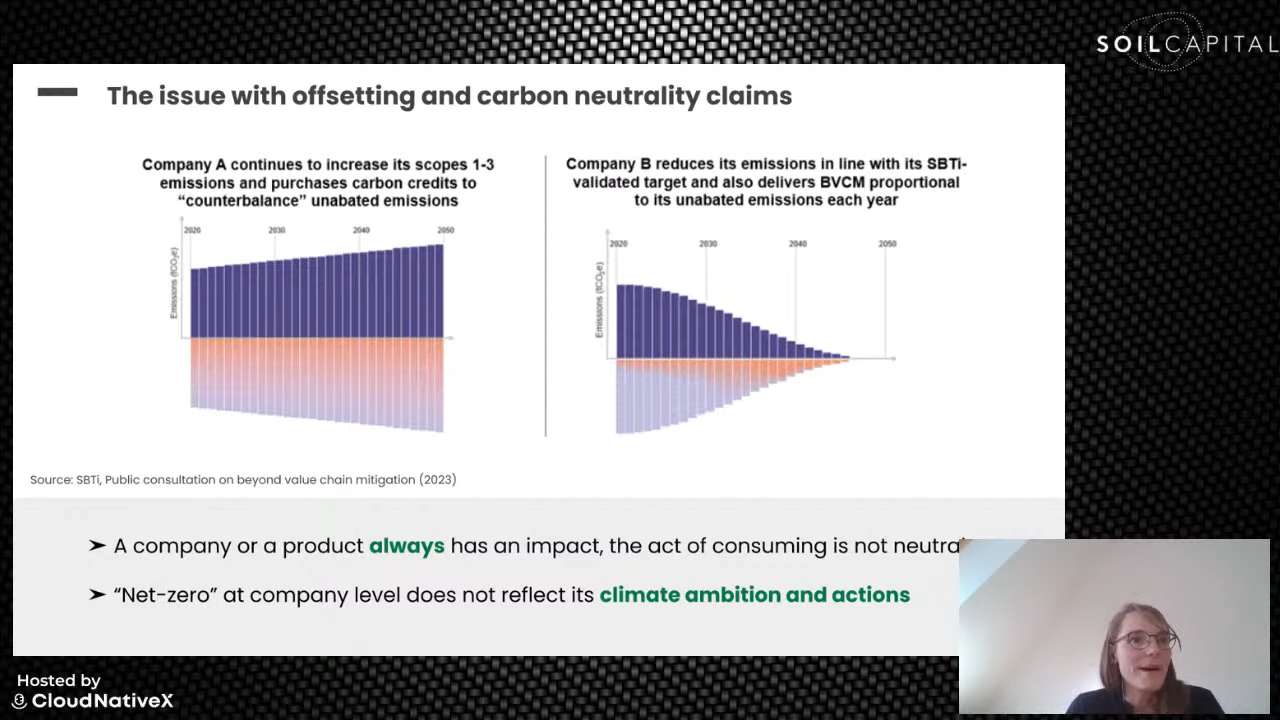 SOILCAPITAL
The issue with offsetting and carbon neutrality claims
Company A continues to increase its scopes 1-3
emissions and purchases carbon credits to
“counterbalance” unabated emissions
2020 2030 2040 2050
Emissions (tCO₂e)
Company B reduces its emissions in line with its SBTi-
validated target and also delivers BVCM proportional
to its unabated emissions each year
2020 2030 2040 2050
Emissions (tCO₂e)
Source: SBTi, Public consultation on beyond value chain mitigation (2023)
➤ A company or a product always has an impact, the act of consuming is not neutral
➤ “Net-zero” at company level does not reflect its climate ambition and actions
Hosted by
CloudNativeX